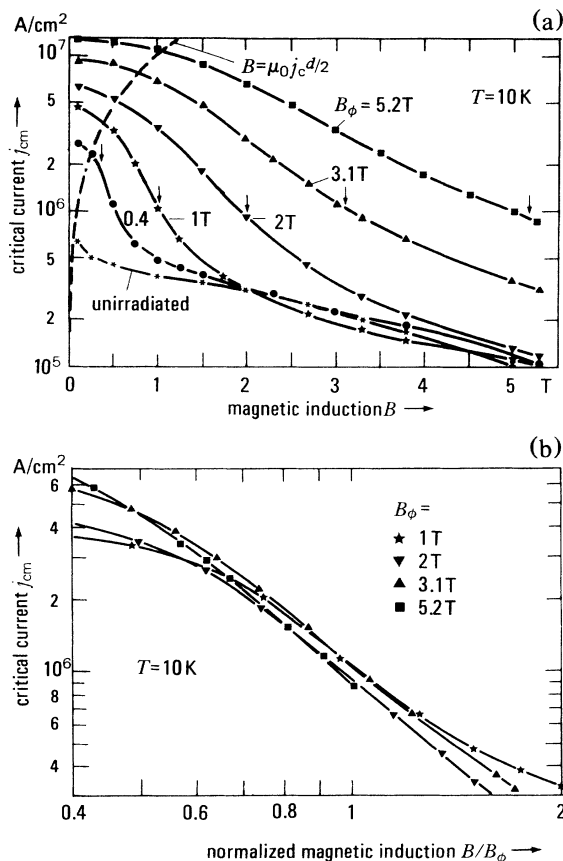 A/cm²
(a)
10⁷
5
2
10⁶
5
2
10⁵
critical current j_cm →
B=μ₀j_c d/2
B_ϕ = 5.2T
T=10K
3.1T
2T
1T
0.4
unirradiated
0 1 2 3 4 5 T
magnetic induction B →
(b)
A/cm²
6
4
2
10⁶
8
6
4
critical current j_cm →
B_ϕ =
★ 1T
▼ 2T
▲ 3.1T
■ 5.2T
T=10K
0.4 0.6 0.8 1 2
normalized magnetic induction B/B_ϕ →